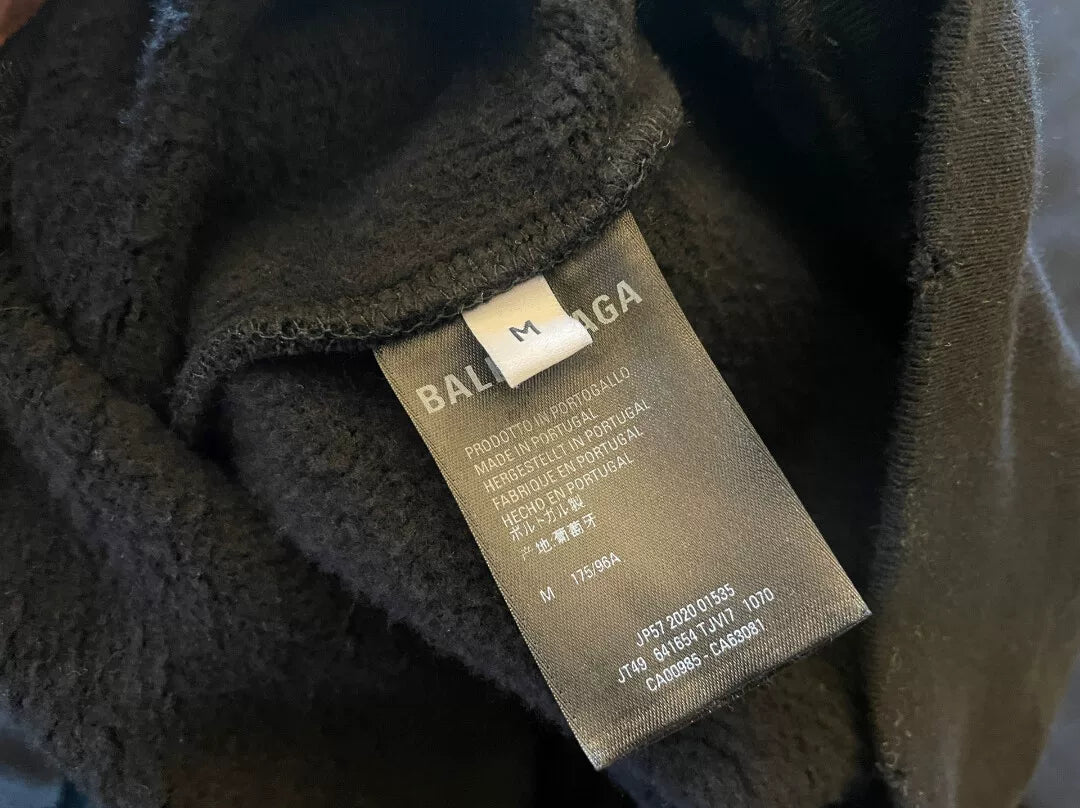 M
BAL AGA
PRODOTTO IN PORTOGALLO
MADE IN PORTUGAL
HERGESTELLT IN PORTUGAL
FABRIQUE EN PORTUGAL
HECHO EN PORTUGAL
ポルトガル製
产地:葡萄牙
M 175/96A
JP57 2020 01535
JT49 641654 TJV17 1070
CA00985 - CA63081